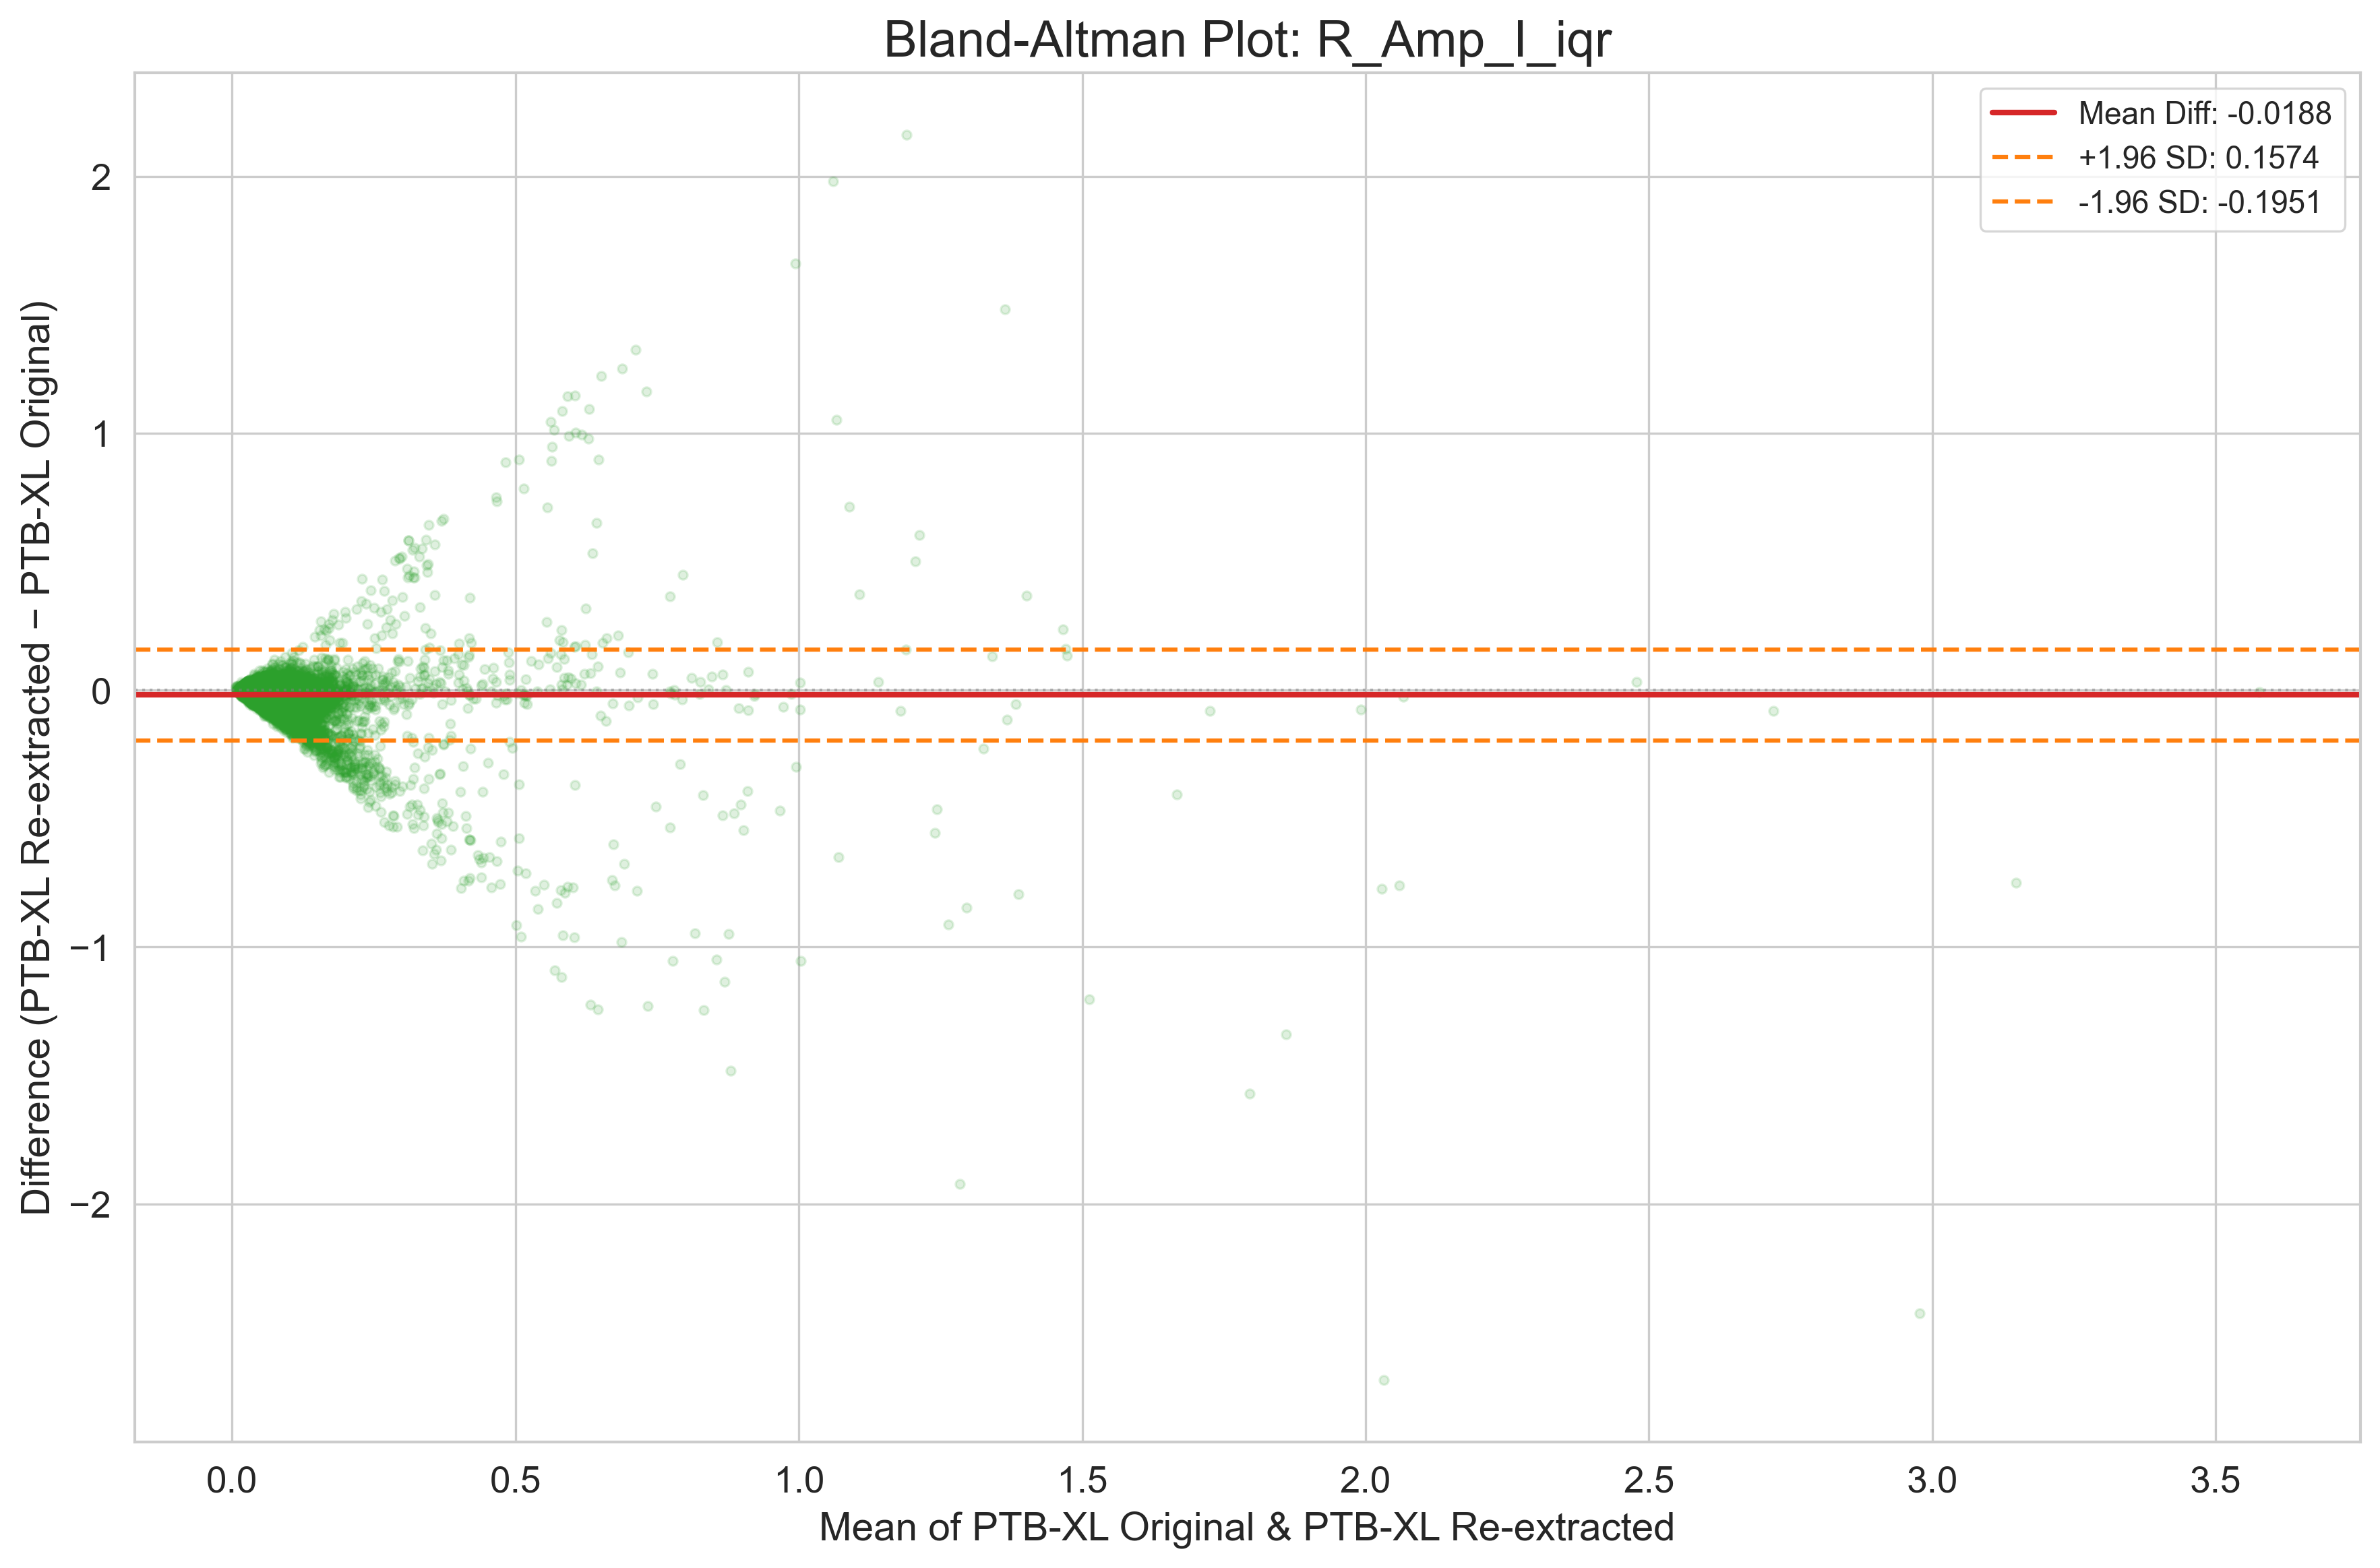 Bland-Altman Plot: R_Amp_I_iqr
Mean Diff: -0.0188
+1.96 SD: 0.1574
-1.96 SD: -0.1951
Difference (PTB-XL Re-extracted − PTB-XL Original)
2
1
0
−1
−2
0.0 0.5 1.0 1.5 2.0 2.5 3.0 3.5
Mean of PTB-XL Original & PTB-XL Re-extracted